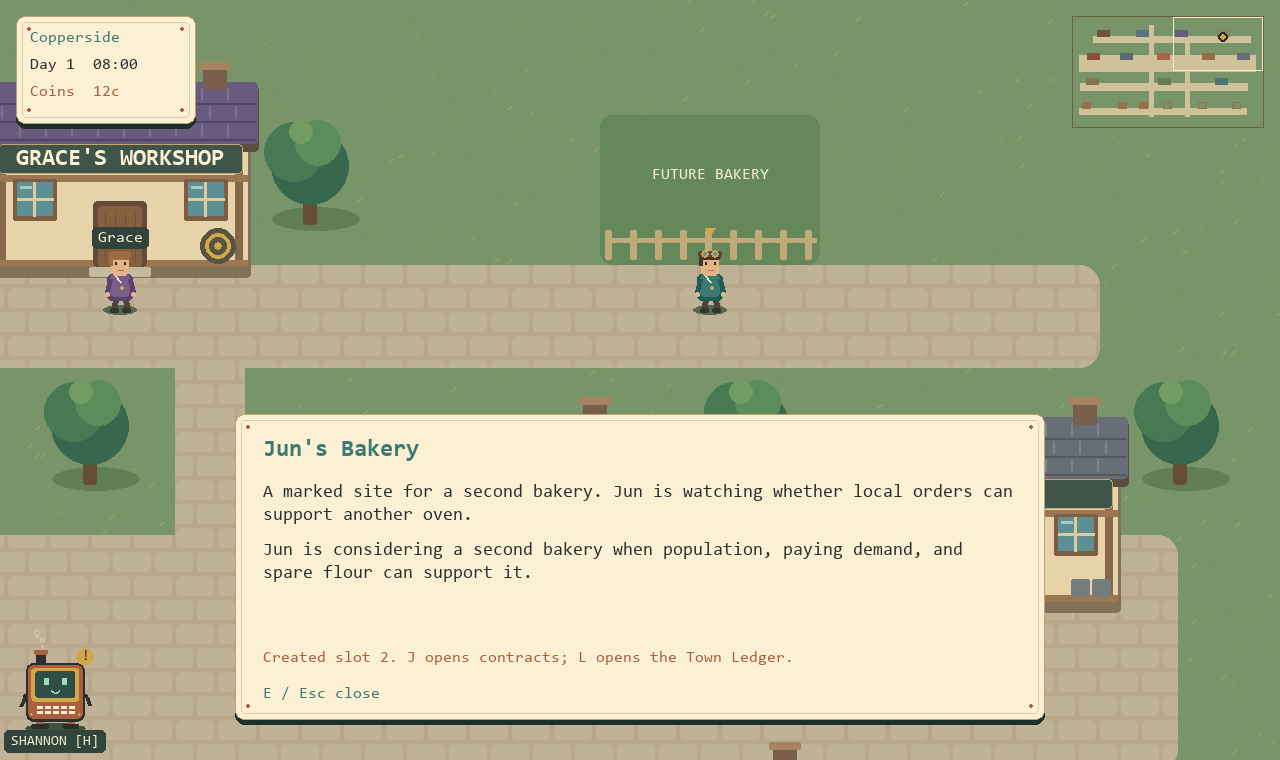 Copperside
Day 1  08:00
Coins  12c
GRACE'S WORKSHOP
Grace
FUTURE BAKERY
Jun's Bakery
A marked site for a second bakery. Jun is watching whether local orders can
support another oven.
Jun is considering a second bakery when population, paying demand, and
spare flour can support it.
Created slot 2. J opens contracts; L opens the Town Ledger.
E / Esc close
!
SHANNON [H]